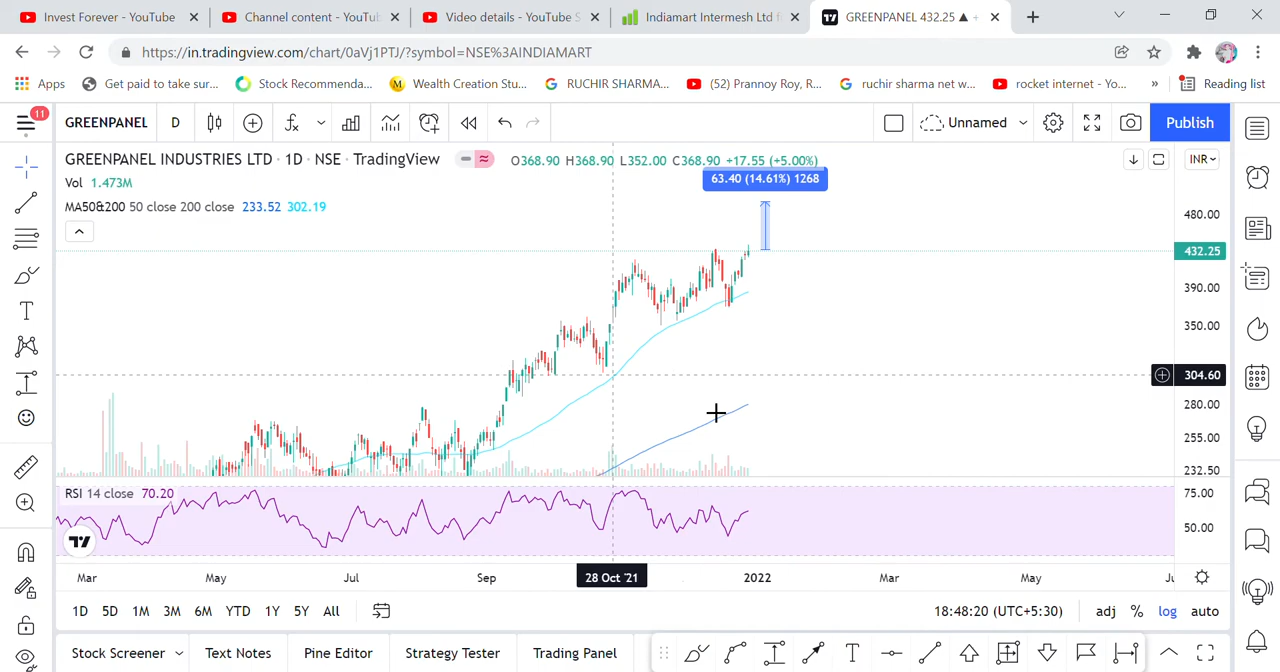 Invest Forever - YouTube
Channel content - YouTub
Video details - YouTube S
Indiamart Intermesh Ltd f
GREENPANEL 432.25 ▲ +
https://in.tradingview.com/chart/0aVj1PTJ/?symbol=NSE%3AINDIAMART
Apps
Get paid to take sur...
Stock Recommenda...
M Wealth Creation Stu...
RUCHIR SHARMA...
(52) Prannoy Roy, R...
ruchir sharma net w...
rocket internet - Yo...
»
Reading list
11
GREENPANEL
D
Unnamed
Publish
GREENPANEL INDUSTRIES LTD · 1D · NSE · TradingView
O368.90 H368.90 L352.00 C368.90 +17.55 (+5.00%)
INR
63.40 (14.61%) 1268
Vol 1.473M
MA50&200 50 close 200 close 233.52 302.19
480.00
432.25
390.00
350.00
304.60
280.00
255.00
232.50
RSI 14 close 70.20
75.00
50.00
Mar
May
Jul
Sep
28 Oct '21
2022
Mar
May
Ju
1D 5D 1M 3M 6M YTD 1Y 5Y All
18:48:20 (UTC+5:30)
adj % log auto
Stock Screener
Text Notes
Pine Editor
Strategy Tester
Trading Panel